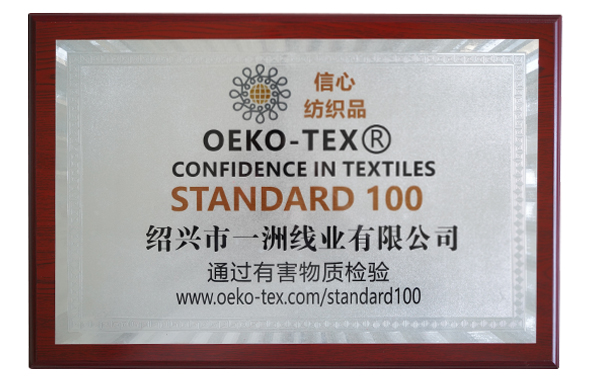 信心
纺织品
OEKO-TEX®
CONFIDENCE IN TEXTILES
STANDARD 100
绍兴市一洲线业有限公司
通过有害物质检验
www.oeko-tex.com/standard100